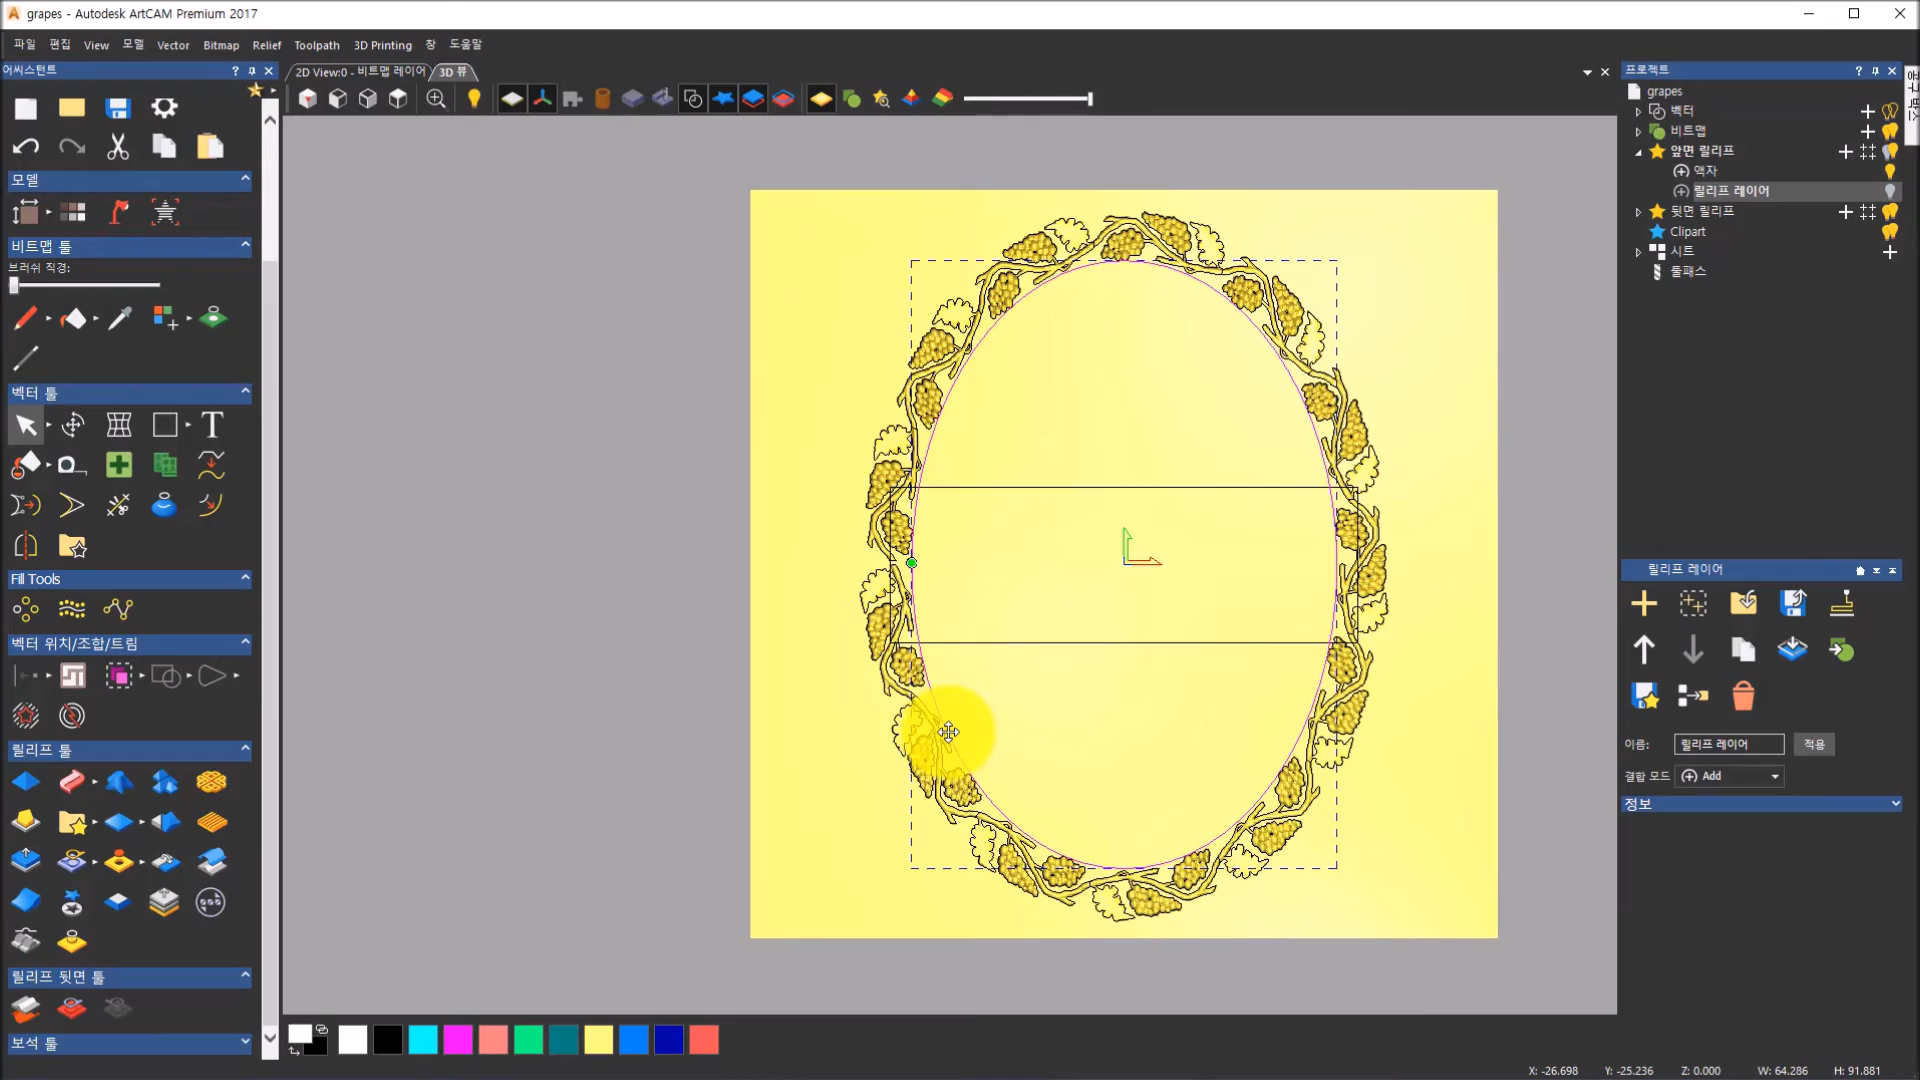 grapes - Autodesk ArtCAM Premium 2017
파일 편집 View 모델 Vector Bitmap Relief Toolpath 3D Printing 창 도움말
어씨스턴트
2D View:0 - 비트맵 레이어
3D 뷰
프로젝트
grapes
벡터
비트맵
앞면 릴리프
액자
릴리프 레이어
뒷면 릴리프
Clipart
시트
툴패스
모델
비트맵 툴
브러쉬 직경:
벡터 툴
Fill Tools
벡터 위치/조합/트림
릴리프 툴
릴리프 뒷면 툴
보석 툴
릴리프 레이어
이름: 릴리프 레이어 적용
결합 모드 Add
정보
X: -26.698 Y: -25.236 Z: 0.000 W: 64.286 H: 91.881